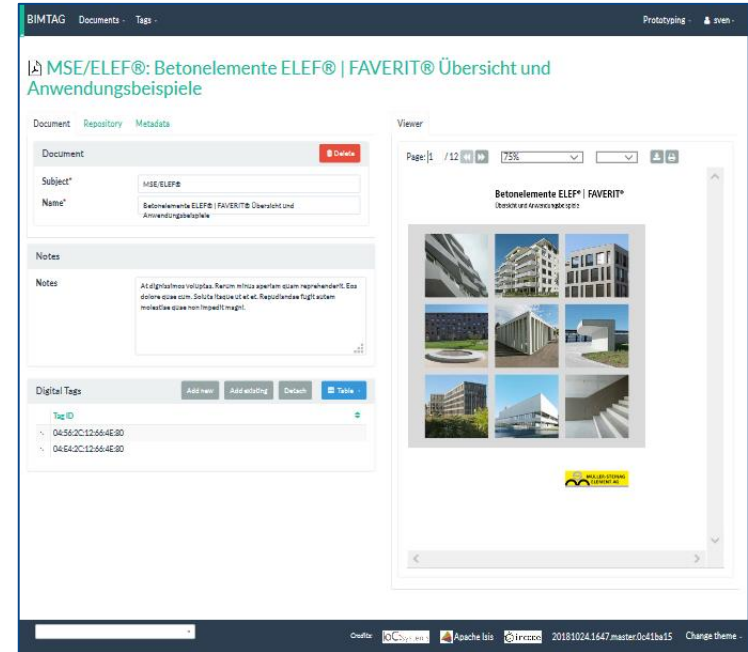 BIMTAG Documents Tags Prototyping sven
MSE/ELEF®: Betonelemente ELEF® | FAVERIT® Übersicht und
Anwendungsbeispiele
Document Repository Metadata
Document Delete
Subject* MSE/ELEF®
Name* Betonelemente ELEF® | FAVERIT® Übersicht und
Anwendungsbeispiele
Notes
Notes At dignissimos voluptas. Rerum minus aperiam quam reprehenderit. Eos
dolore quae cum. Soluta itaque ut et et. Repudiandae fugit autem
molestiae quae non impedit magni.
Digital Tags Add new Add existing Detach Table
Tag ID
04:56:2C:12:66:4E:80
04:E4:2C:12:66:4E:80
Viewer
Page: 1 / 12 75%
Betonelemente ELEF® | FAVERIT®
Übersicht und Anwendungsbeispiele
MÜLLER-STEINAG
ELEMENT AG
Credits: Apache Isis 20181024.1647.master.0c41ba15 Change theme